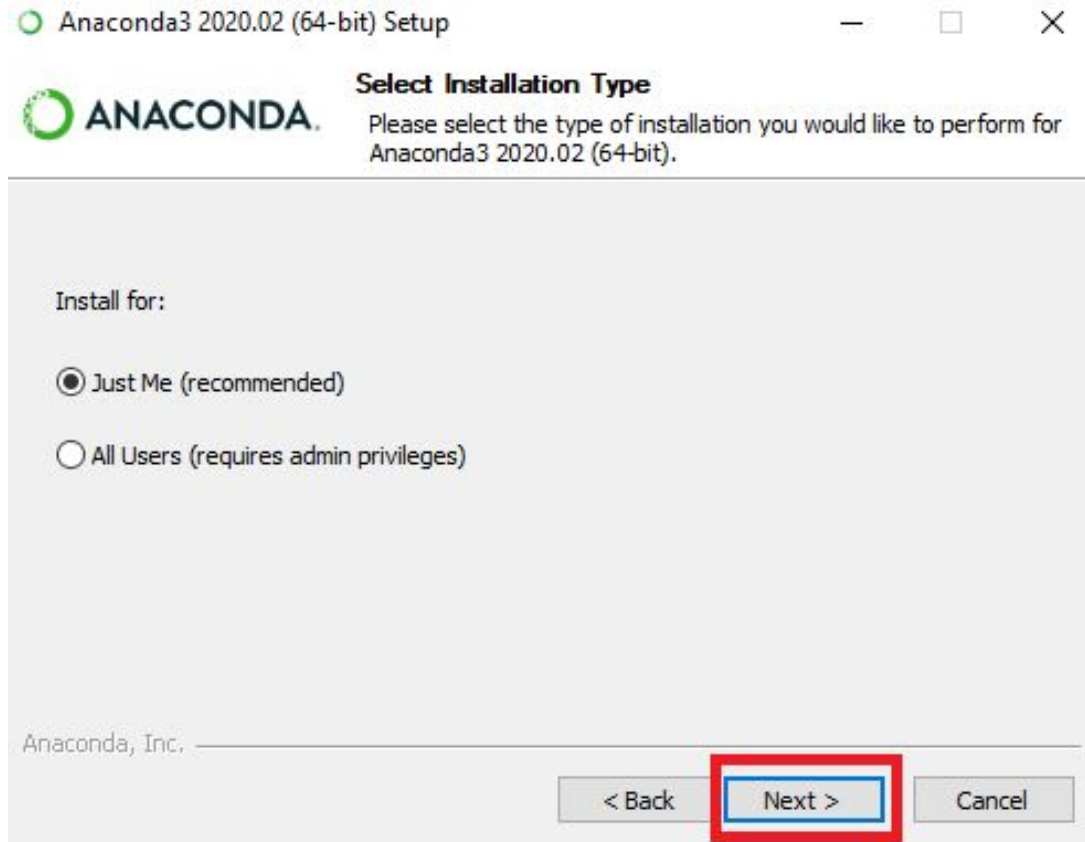 Anaconda3 2020.02 (64-bit) Setup
ANACONDA.
Select Installation Type
Please select the type of installation you would like to perform for
Anaconda3 2020.02 (64-bit).
Install for:
Just Me (recommended)
All Users (requires admin privileges)
Anaconda, Inc.
< Back
Next >
Cancel